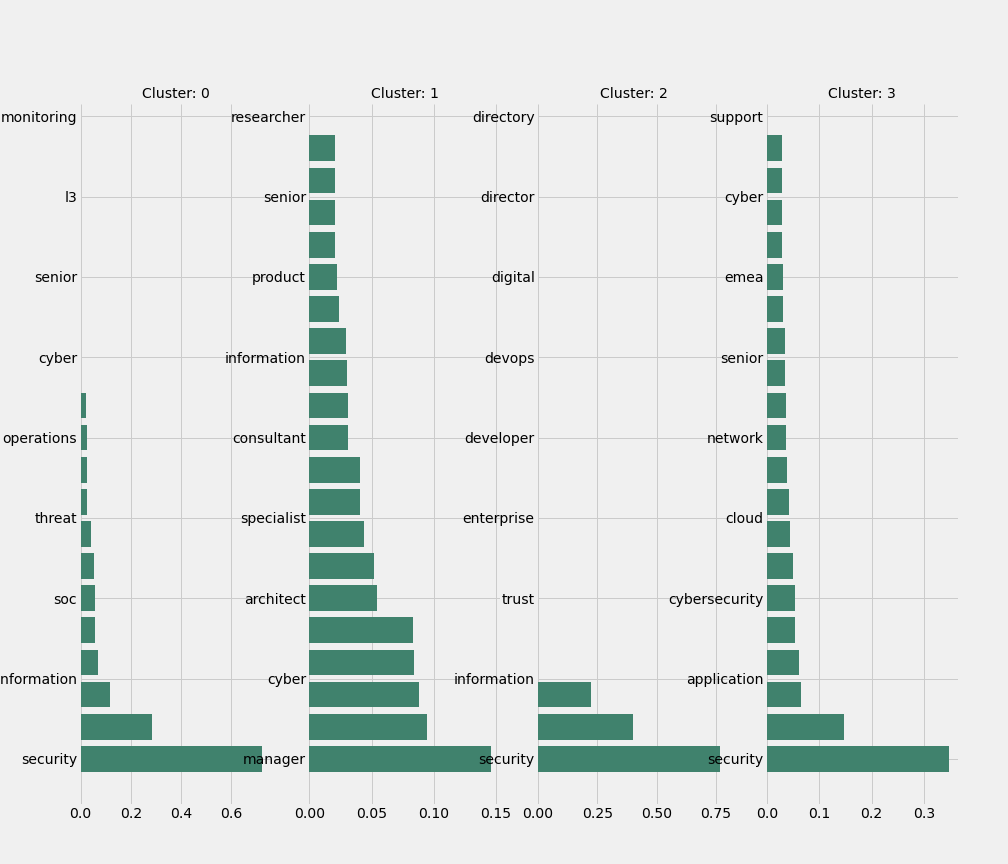 Cluster: 0
Cluster: 1
Cluster: 2
Cluster: 3
monitoring
l3
senior
cyber
operations
threat
soc
nformation
security
0.0
0.2
0.4
0.6
researcher
senior
product
information
consultant
specialist
architect
cyber
manager
0.00
0.05
0.10
0.15
directory
director
digital
devops
developer
enterprise
trust
information
security
0.00
0.25
0.50
0.75
support
cyber
emea
senior
network
cloud
cybersecurity
application
security
0.0
0.1
0.2
0.3